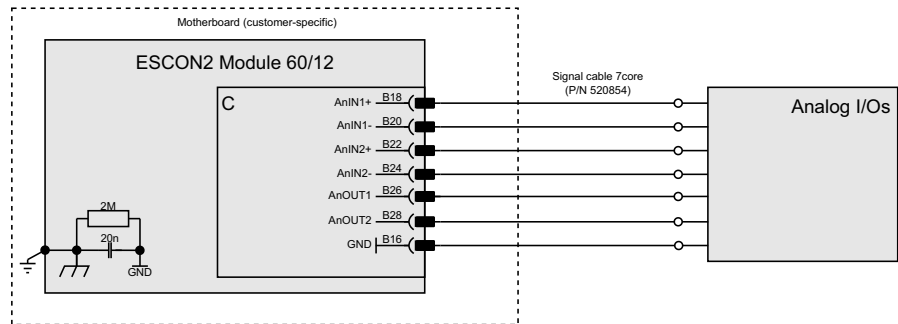 Motherboard (customer-specific)
ESCON2 Module 60/12
Signal cable 7core
(P/N 520854)
C
Analog I/Os
AnIN1+ B18
AnIN1- B20
AnIN2+ B22
AnIN2- B24
AnOUT1 B26
AnOUT2 B28
GND B16
2M
20n
GND